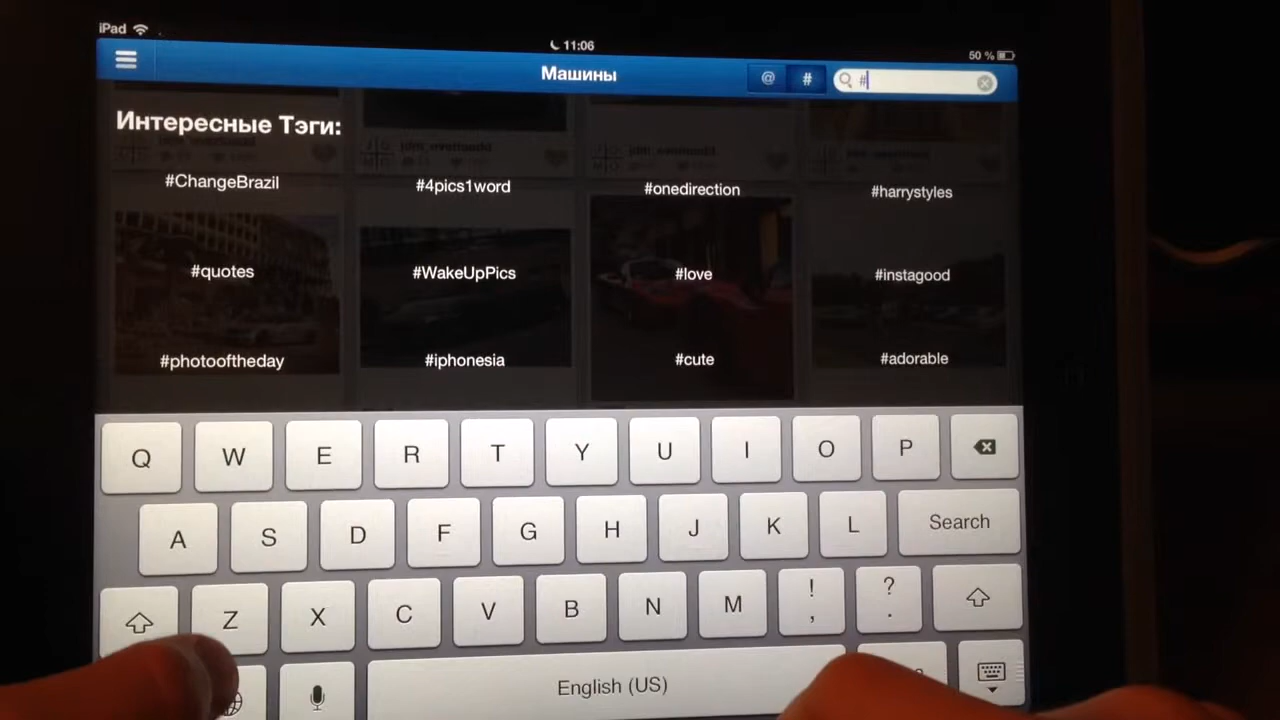 iPad
11:06
50 %
Машины
@ # #
Интересные Тэги:
#ChangeBrazil #4pics1word #onedirection #harrystyles
#quotes #WakeUpPics #love #instagood
#photooftheday #iphonesia #cute #adorable
Q W E R T Y U I O P
A S D F G H J K L Search
Z X C V B N M ! , ? .
English (US)